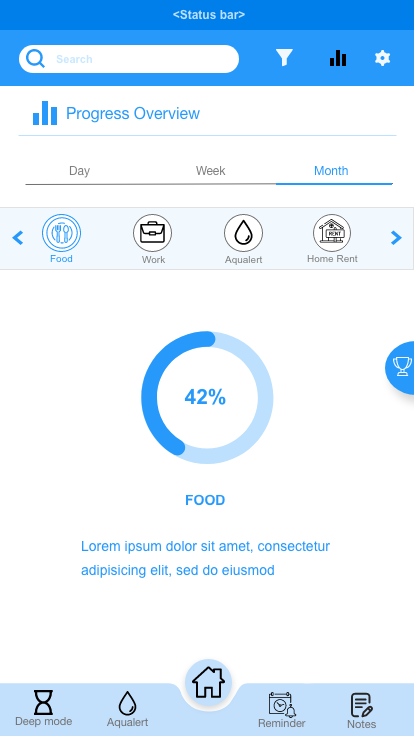 <Status bar>
Search
Progress Overview
Day Week Month
Food Work Aqualert Home Rent
RENT
42%
FOOD
Lorem ipsum dolor sit amet, consectetur
adipisicing elit, sed do eiusmod
Deep mode Aqualert Reminder Notes